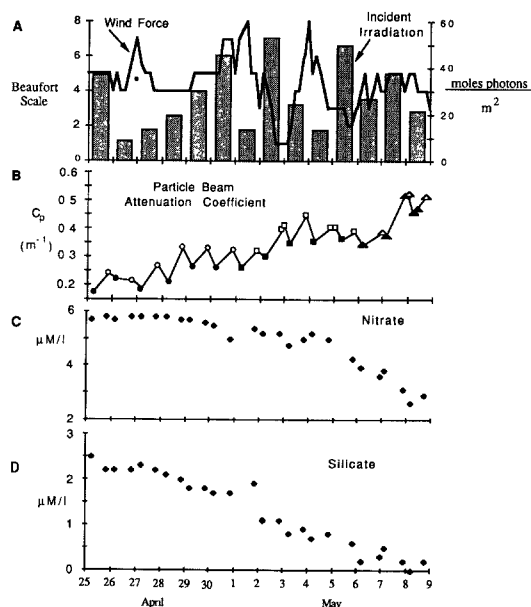 A
Wind Force
Incident
Irradiation
8
6
4
2
0
Beaufort
Scale
60
40
20
0
moles photons
m²
B
Particle Beam
Attenuation Coefficient
0.6
0.5
0.4
0.3
0.2
Cp
(m⁻¹)
C
Nitrate
6
4
2
μM/l
D
Silicate
3
2
1
0
μM/l
25 26 27 28 29 30 1 2 3 4 5 6 7 8 9
April May